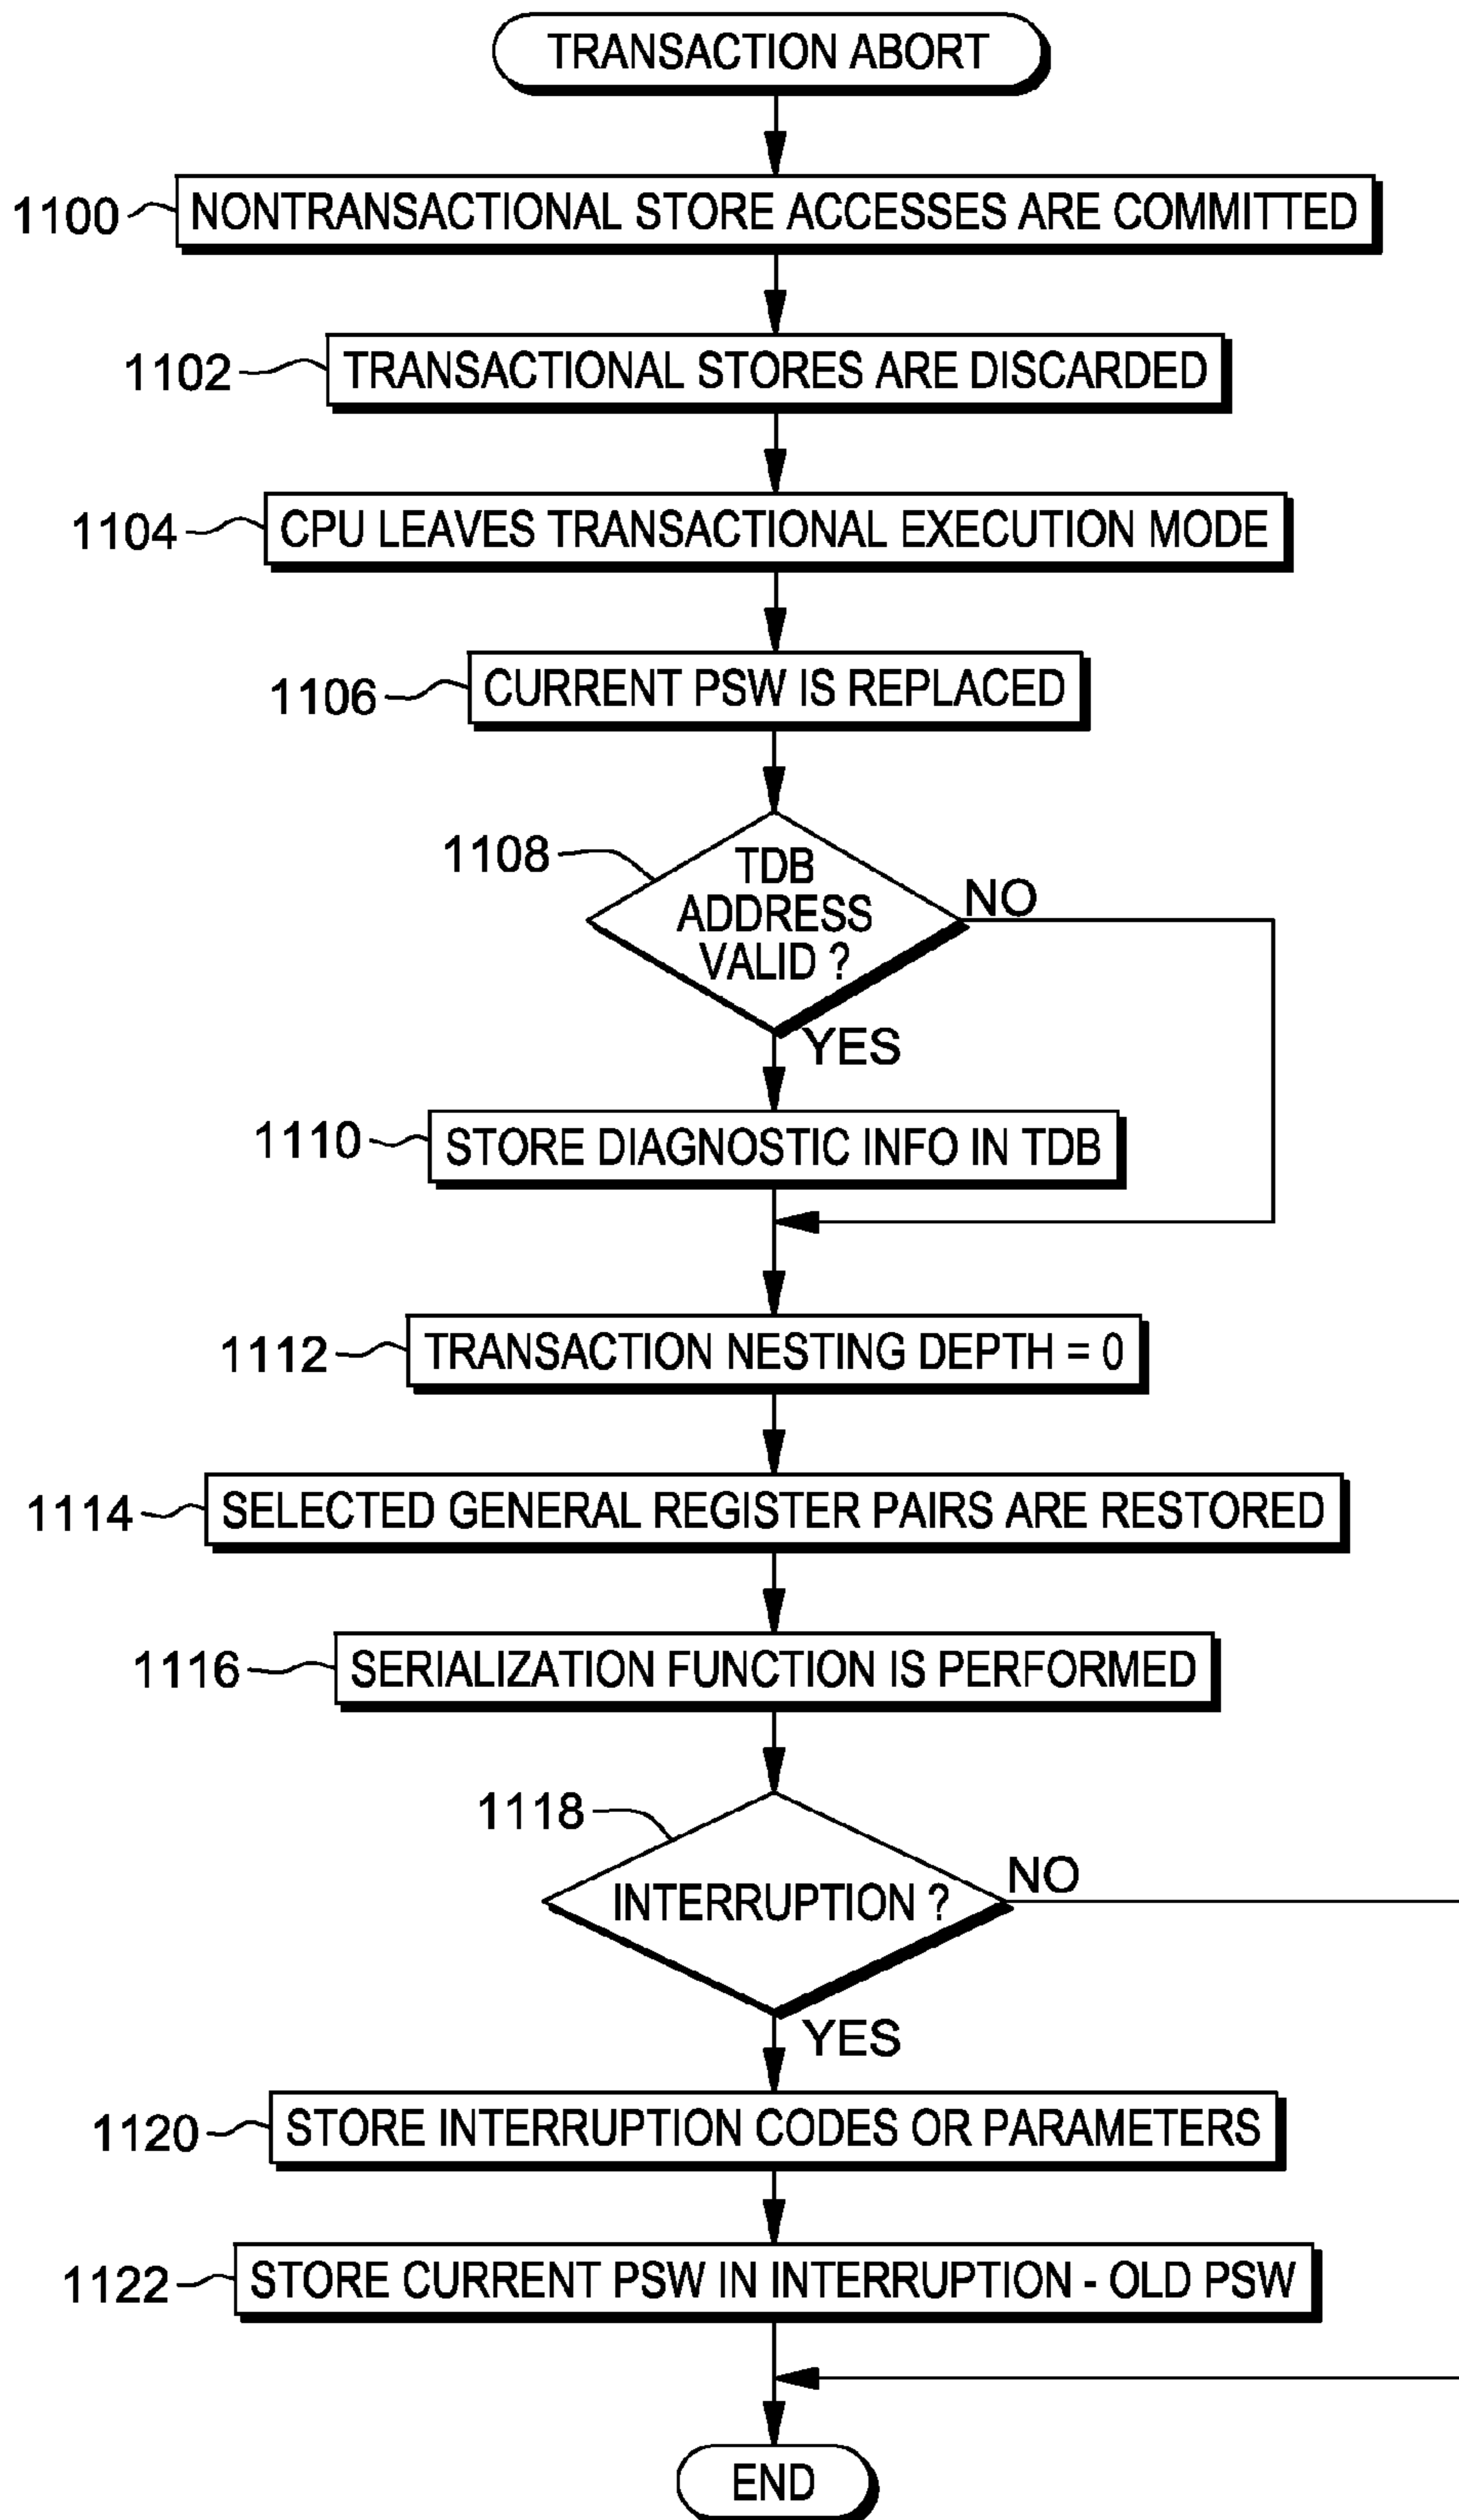 TRANSACTION ABORT
1100
NONTRANSACTIONAL STORE ACCESSES ARE COMMITTED
1102
TRANSACTIONAL STORES ARE DISCARDED
1104
CPU LEAVES TRANSACTIONAL EXECUTION MODE
1106
CURRENT PSW IS REPLACED
1108
TDB
ADDRESS
VALID ?
NO
YES
1110
STORE DIAGNOSTIC INFO IN TDB
1112
TRANSACTION NESTING DEPTH = 0
1114
SELECTED GENERAL REGISTER PAIRS ARE RESTORED
1116
SERIALIZATION FUNCTION IS PERFORMED
1118
INTERRUPTION ?
NO
YES
1120
STORE INTERRUPTION CODES OR PARAMETERS
1122
STORE CURRENT PSW IN INTERRUPTION - OLD PSW
END